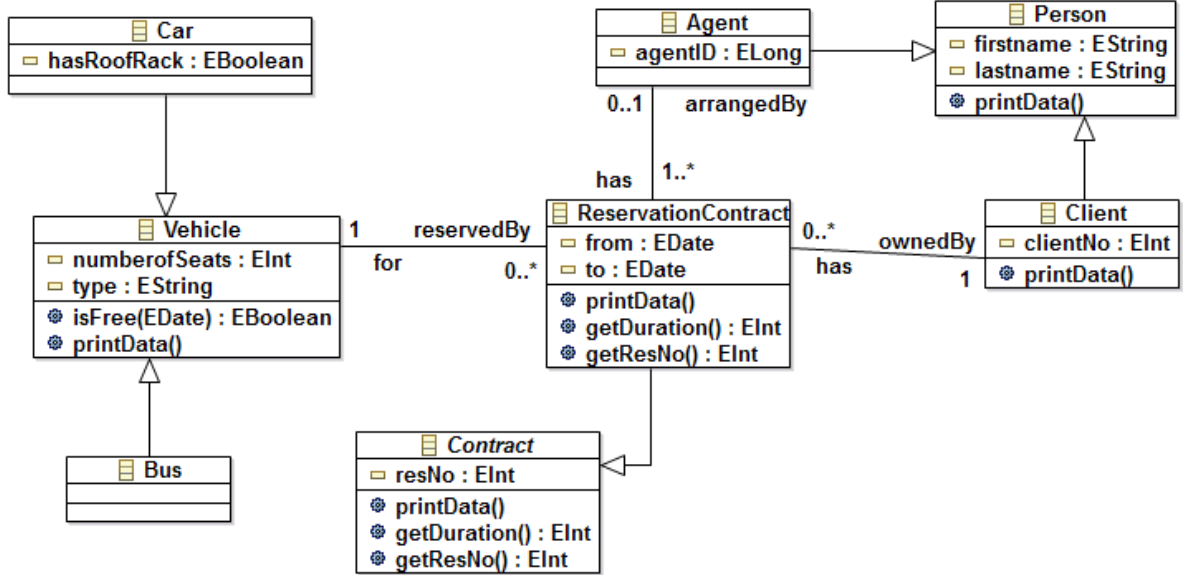 Car
hasRoofRack : EBoolean
Agent
agentID : ELong
Person
firstname : EString
lastname : EString
printData()
0..1
arrangedBy
has
1..*
Vehicle
numberofSeats : EInt
type : EString
isFree(EDate) : EBoolean
printData()
1
reservedBy
for
0..*
ReservationContract
from : EDate
to : EDate
printData()
getDuration() : EInt
getResNo() : EInt
0..*
ownedBy
has
1
Client
clientNo : EInt
printData()
Bus
Contract
resNo : EInt
printData()
getDuration() : EInt
getResNo() : EInt